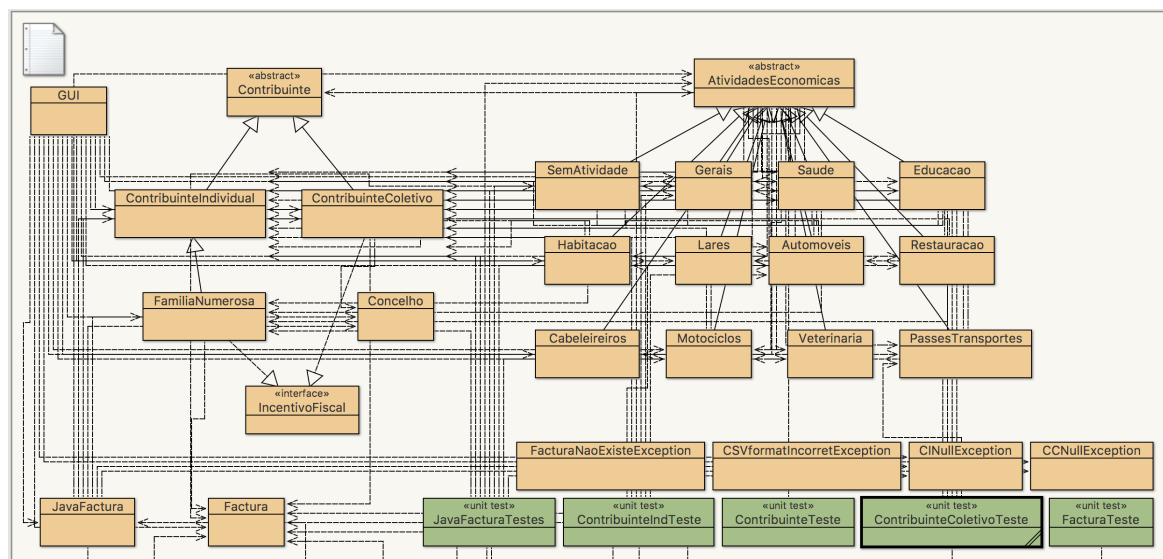 «abstract»
Contribuinte
«abstract»
AtividadesEconomicas
GUI
SemAtividade
Gerais
Saude
Educacao
ContribuinteIndividual
ContribuinteColetivo
Habitacao
Lares
Automoveis
Restauracao
FamiliaNumerosa
Concelho
Cabeleireiros
Motociclos
Veterinaria
PassesTransportes
«interface»
IncentivoFiscal
FacturaNaoExisteException
CSVformatIncorretException
CINullException
CCNullException
JavaFactura
Factura
«unit test»
JavaFacturaTestes
«unit test»
ContribuinteIndTeste
«unit test»
ContribuinteTeste
«unit test»
ContribuinteColetivoTeste
«unit test»
FacturaTeste